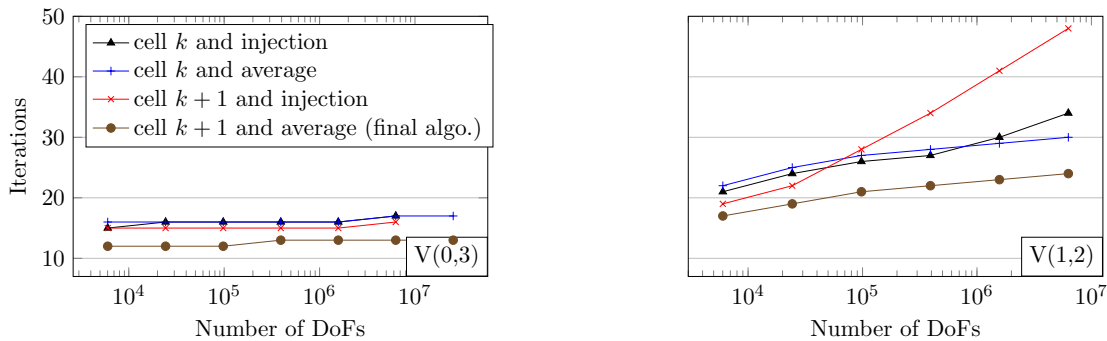 50
40
30
20
10
Iterations
cell k and injection
cell k and average
cell k + 1 and injection
cell k + 1 and average (final algo.)
V(0,3)
10^4 10^5 10^6 10^7
Number of DoFs
V(1,2)
10^4 10^5 10^6 10^7
Number of DoFs